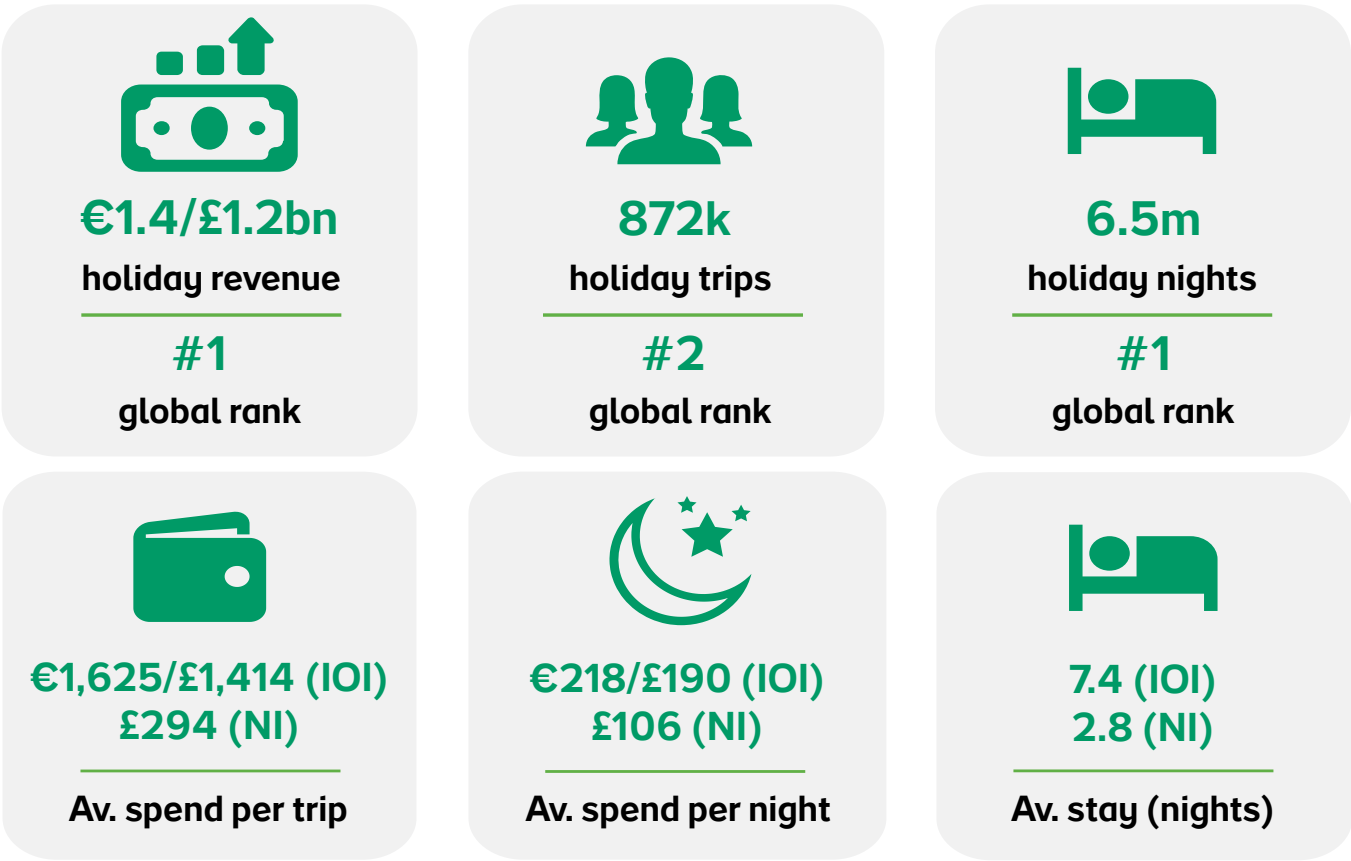 €1.4/£1.2bn
holiday revenue
#1
global rank
872k
holiday trips
#2
global rank
6.5m
holiday nights
#1
global rank
€1,625/£1,414 (IOI)
£294 (NI)
Av. spend per trip
€218/£190 (IOI)
£106 (NI)
Av. spend per night
7.4 (IOI)
2.8 (NI)
Av. stay (nights)